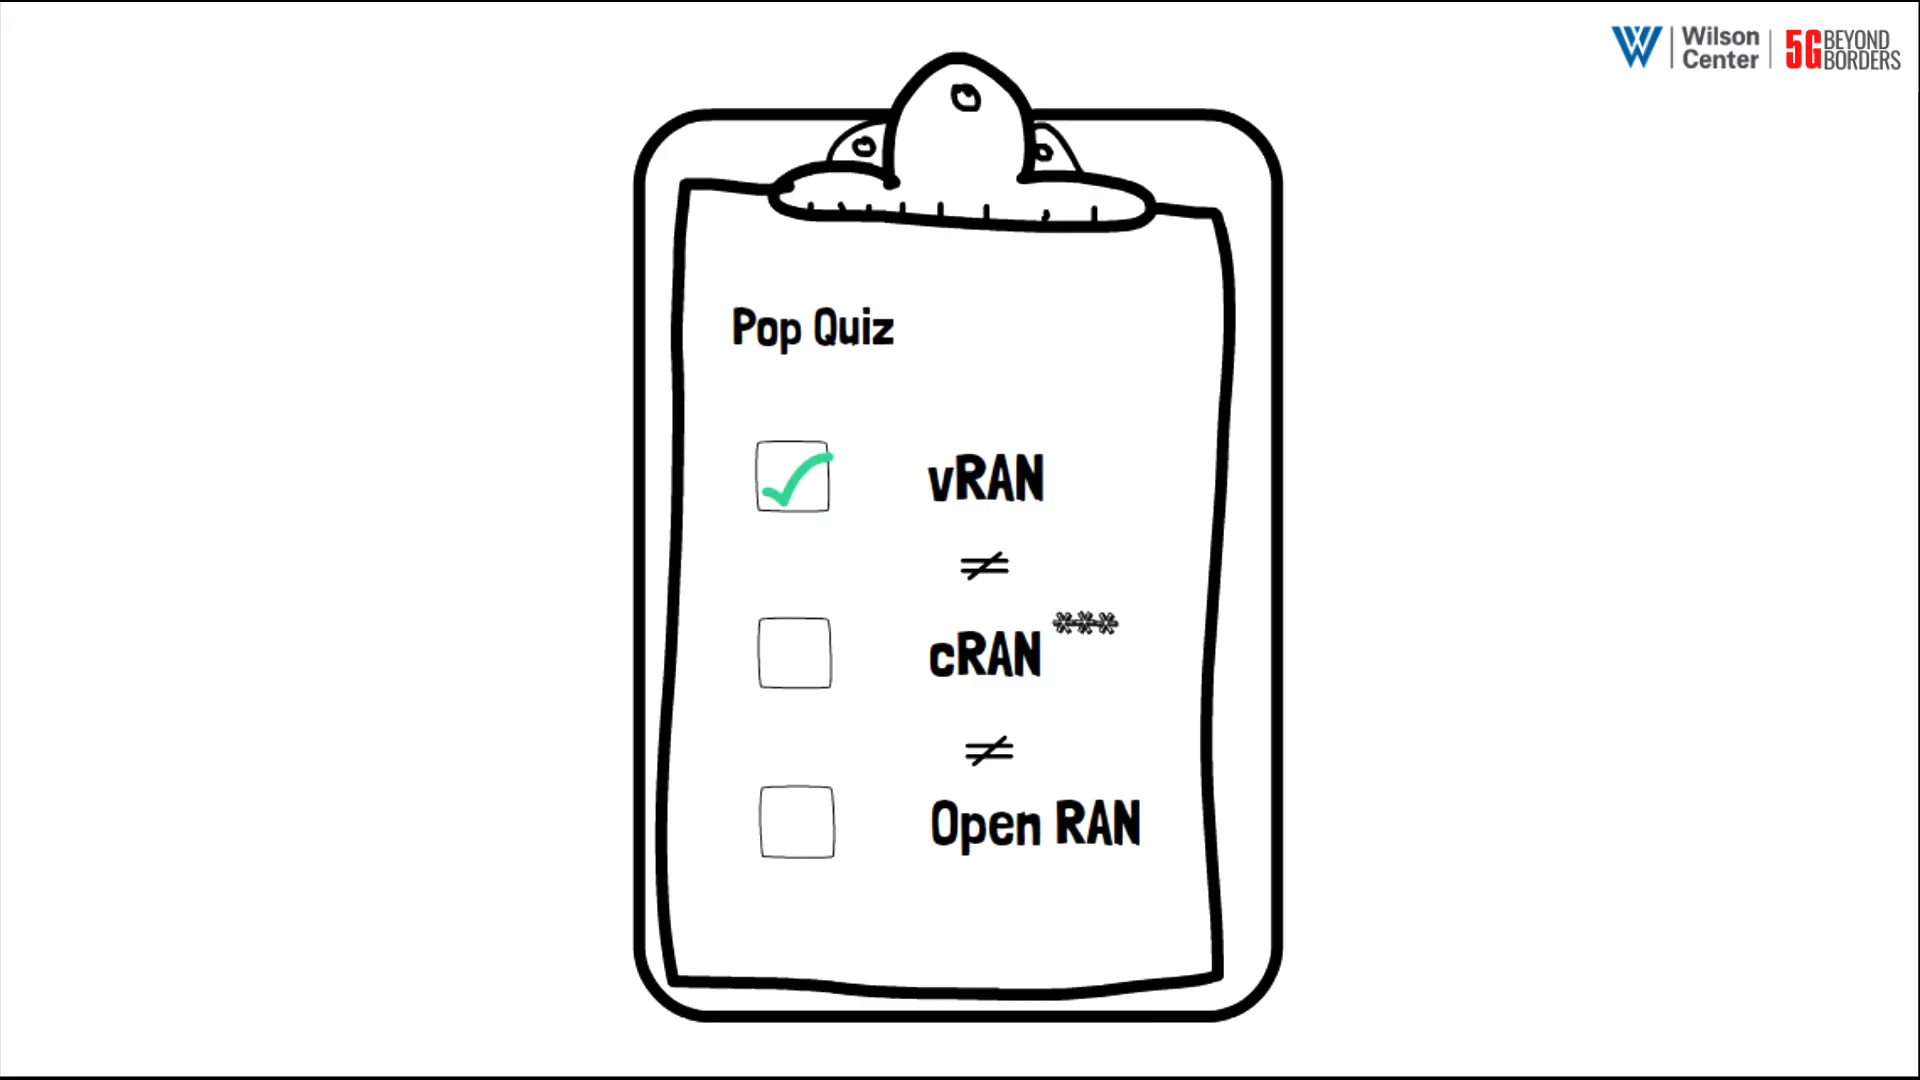 Wilson
Center
5G BEYOND
BORDERS
Pop Quiz
vRAN
≠
cRAN ***
≠
Open RAN